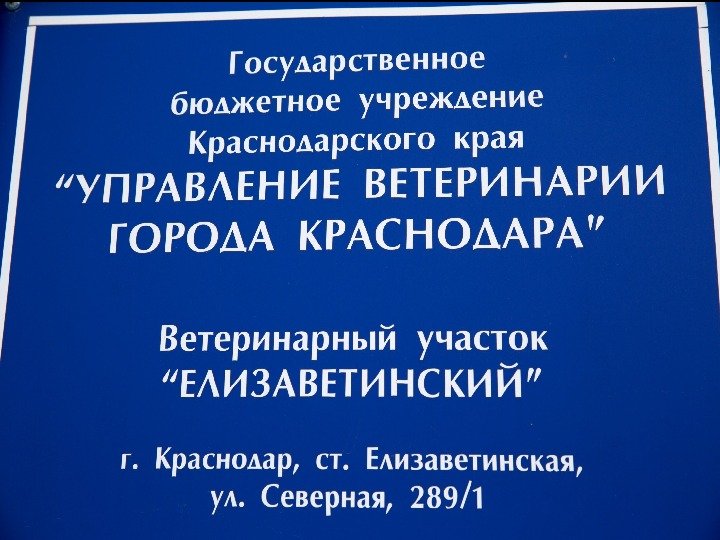 Государственное
бюджетное учреждение
Краснодарского края
“УПРАВЛЕНИЕ ВЕТЕРИНАРИИ
ГОРОДА КРАСНОДАРА”
Ветеринарный участок
“ЕЛИЗАВЕТИНСКИЙ”
г. Краснодар, ст. Елизаветинская,
ул. Северная, 289/1